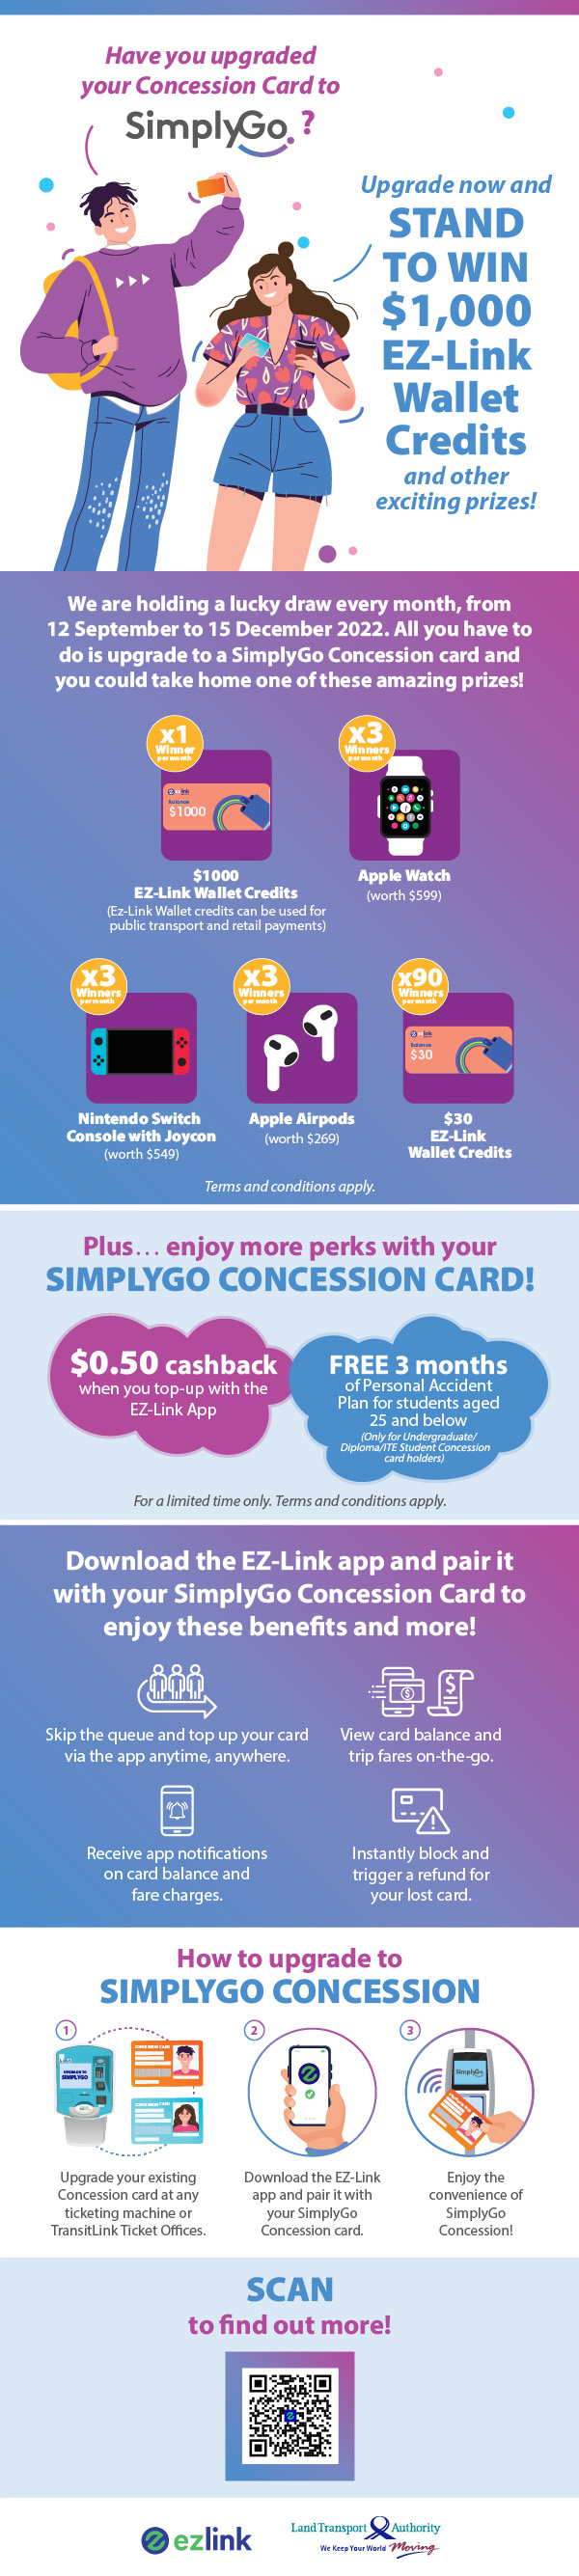 Have you upgraded
your Concession Card to
SimplyGo.?
Upgrade now and
STAND
TO WIN
$1,000
EZ-Link
Wallet
Credits
and other
exciting prizes!
We are holding a lucky draw every month, from
12 September to 15 December 2022. All you have to
do is upgrade to a SimplyGo Concession card and
you could take home one of these amazing prizes!
x1
Winner
per month
ezlink
Balance
$1000
$1000
EZ-Link Wallet Credits
(Ez-Link Wallet credits can be used for
public transport and retail payments)
x3
Winners
per month
Apple Watch
(worth $599)
x3
Winners
per month
Nintendo Switch
Console with Joycon
(worth $549)
x3
Winners
per month
Apple Airpods
(worth $269)
x90
Winners
per month
ezlink
Balance
$30
$30
EZ-Link
Wallet Credits
Terms and conditions apply.
Plus... enjoy more perks with your
SIMPLYGO CONCESSION CARD!
$0.50 cashback
when you top-up with the
EZ-Link App
FREE 3 months
of Personal Accident
Plan for students aged
25 and below
(Only for Undergraduate/
Diploma/ITE Student Concession
card holders)
For a limited time only. Terms and conditions apply.
Download the EZ-Link app and pair it
with your SimplyGo Concession Card to
enjoy these benefits and more!
Skip the queue and top up your card
via the app anytime, anywhere.
View card balance and
trip fares on-the-go.
Receive app notifications
on card balance and
fare charges.
Instantly block and
trigger a refund for
your lost card.
How to upgrade to
SIMPLYGO CONCESSION
1
UPGRADE TO
SIMPLYGO
CONCESSION CARD
CONCESSION CARD
Upgrade your existing
Concession card at any
ticketing machine or
TransitLink Ticket Offices.
2
Download the EZ-Link
app and pair it with
your SimplyGo
Concession card.
3
SimplyGo
Enjoy the
convenience of
SimplyGo
Concession!
SCAN
to find out more!
ezlink
Land Transport Authority
We Keep Your World Moving